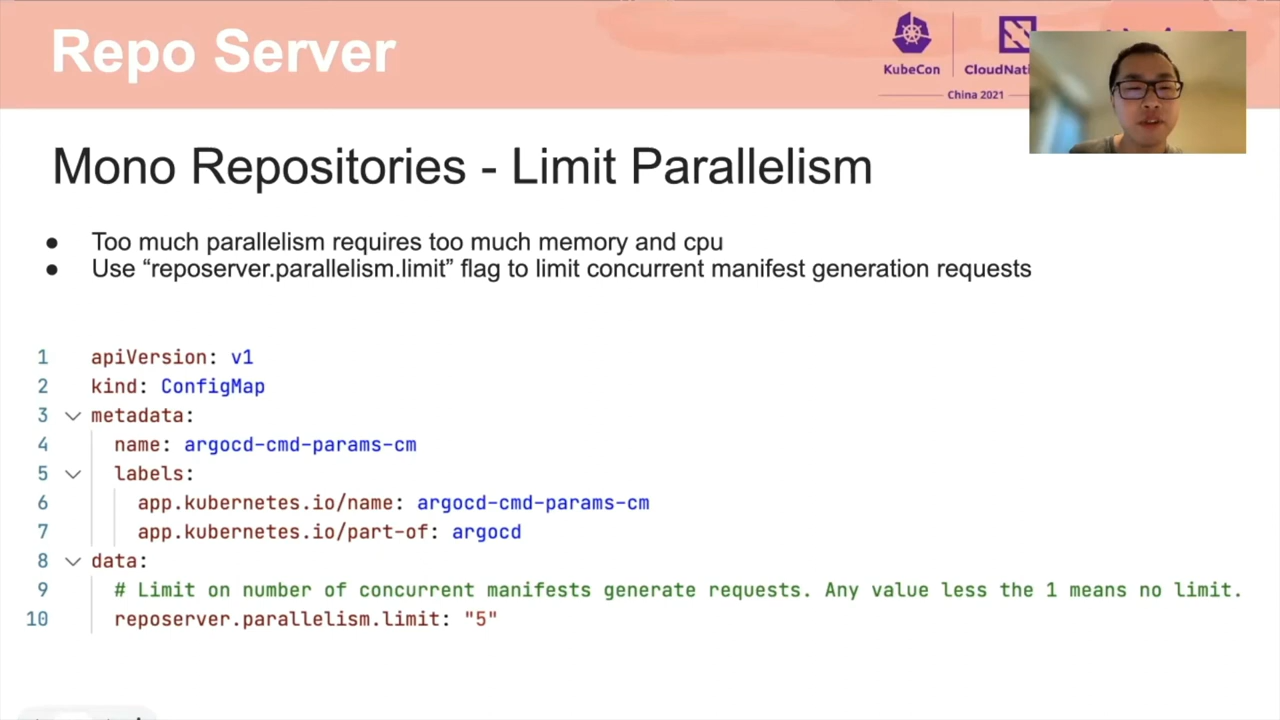 Repo Server
KubeCon
China 2021
Mono Repositories - Limit Parallelism
● Too much parallelism requires too much memory and cpu
● Use “reposerver.parallelism.limit” flag to limit concurrent manifest generation requests
1 apiVersion: v1
2 kind: ConfigMap
3 metadata:
4 name: argocd-cmd-params-cm
5 labels:
6 app.kubernetes.io/name: argocd-cmd-params-cm
7 app.kubernetes.io/part-of: argocd
8 data:
9 # Limit on number of concurrent manifests generate requests. Any value less the 1 means no limit.
10 reposerver.parallelism.limit: "5"